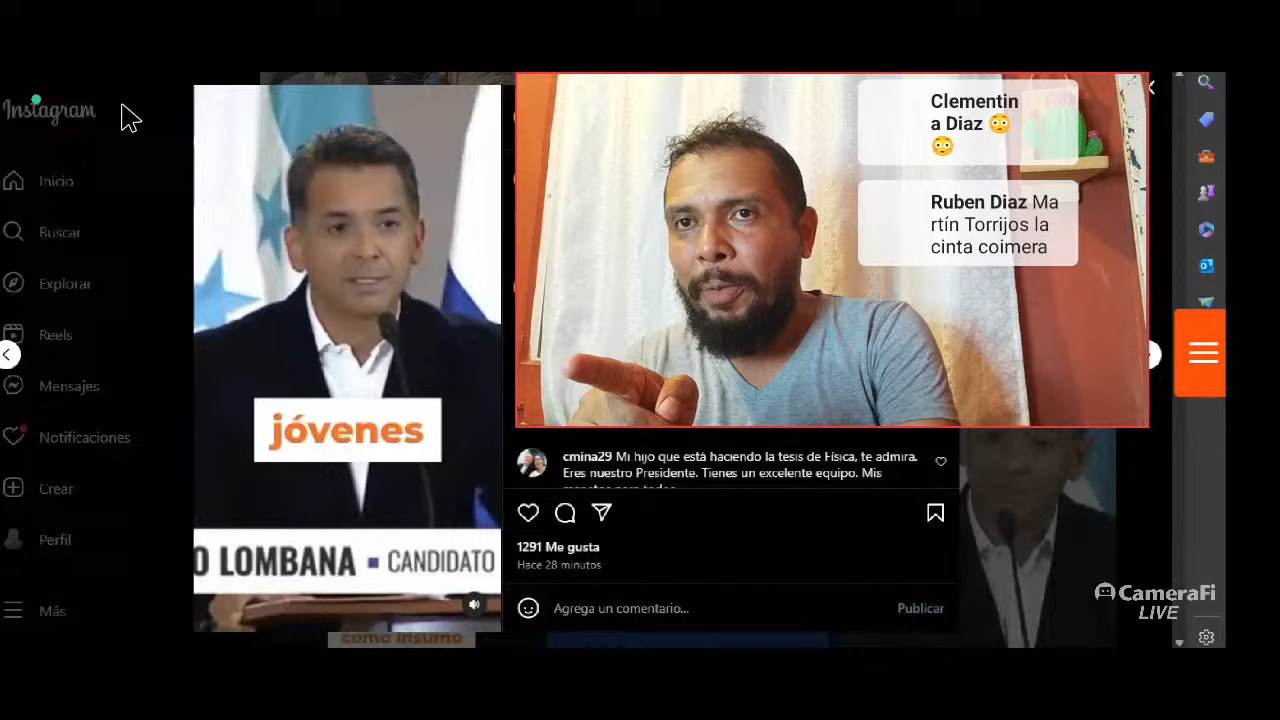 Instagram
Inicio
Buscar
Explorar
Reels
Mensajes
Notificaciones
Crear
Perfil
Más
jóvenes
O LOMBANA ▪ CANDIDATO
como insumo
Clementin
a Diaz 😳
😳
Ruben Diaz Ma
rtín Torrijos la
cinta coimera
cmina29 Mi hijo que está haciendo la tesis de Física, te admira.
Eres nuestro Presidente. Tienes un excelente equipo. Mis
1291 Me gusta
Hace 28 minutos
Agrega un comentario...
Publicar
CameraFi
LIVE